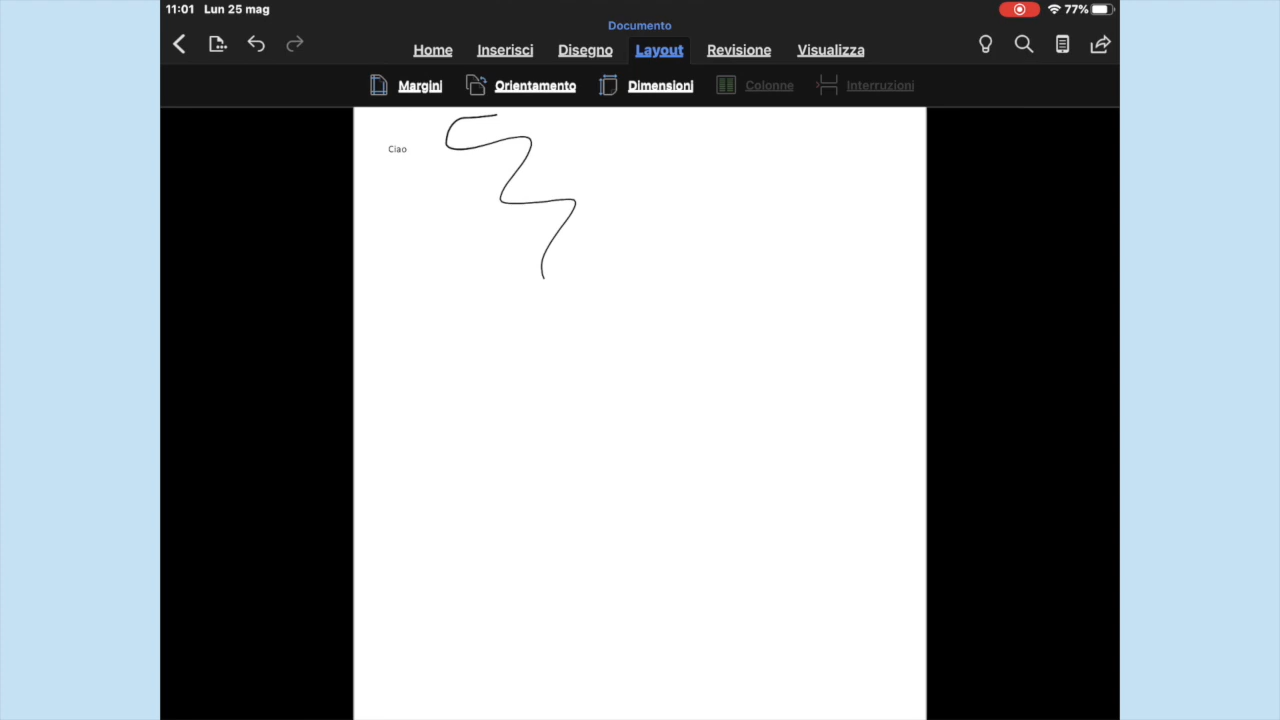 11:01 Lun 25 mag 77%
Documento
Home Inserisci Disegno Layout Revisione Visualizza
Margini Orientamento Dimensioni Colonne Interruzioni
Ciao